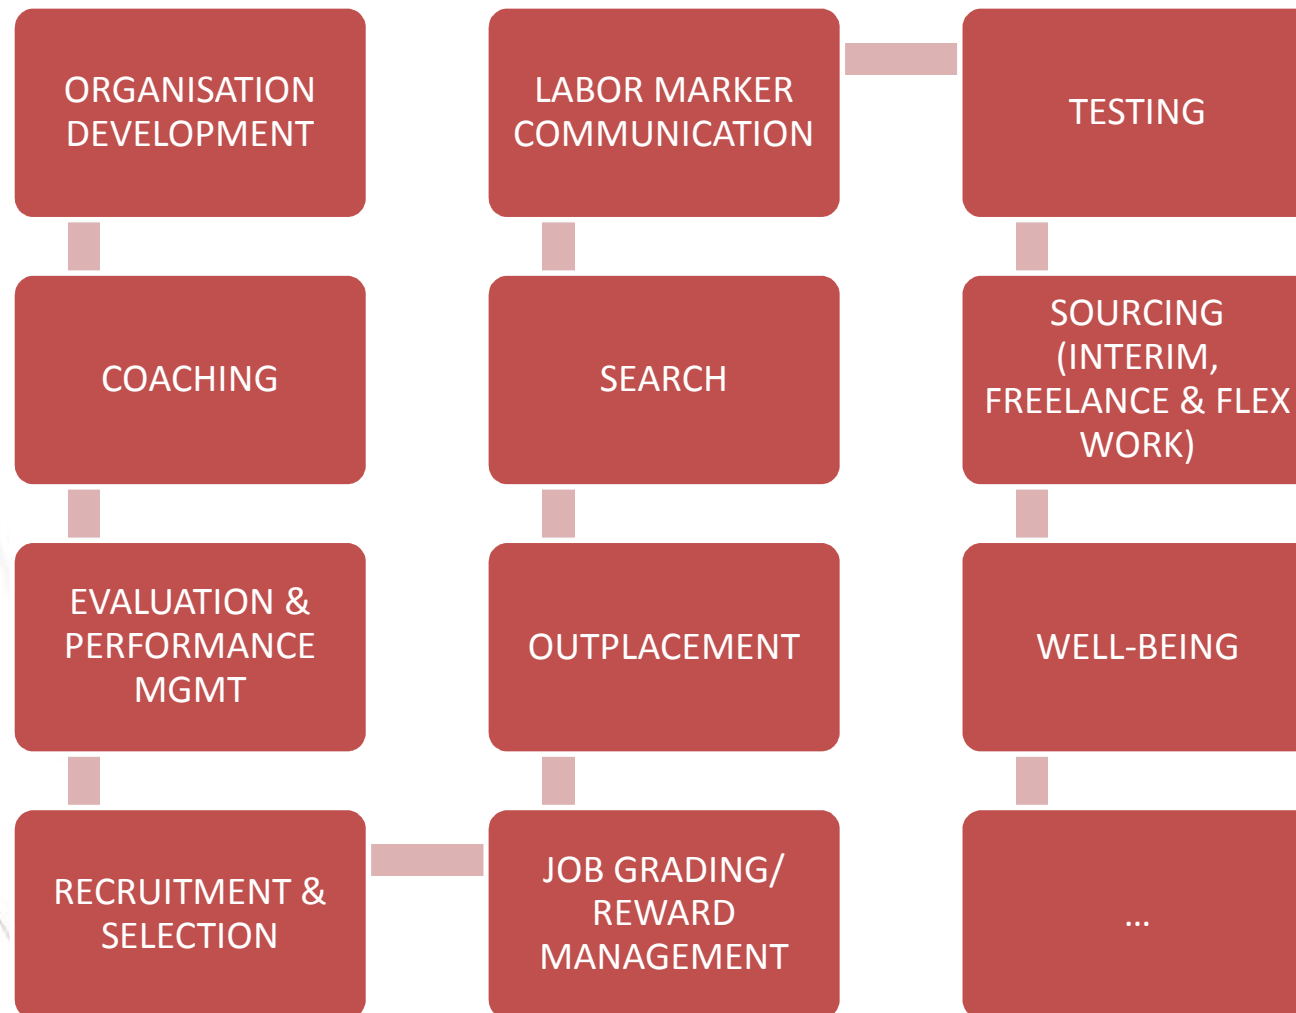 ORGANISATION
DEVELOPMENT
COACHING
EVALUATION &
PERFORMANCE
MGMT
RECRUITMENT &
SELECTION
JOB GRADING/
REWARD
MANAGEMENT
OUTPLACEMENT
SEARCH
LABOR MARKER
COMMUNICATION
TESTING
SOURCING
(INTERIM,
FREELANCE & FLEX
WORK)
WELL-BEING
...